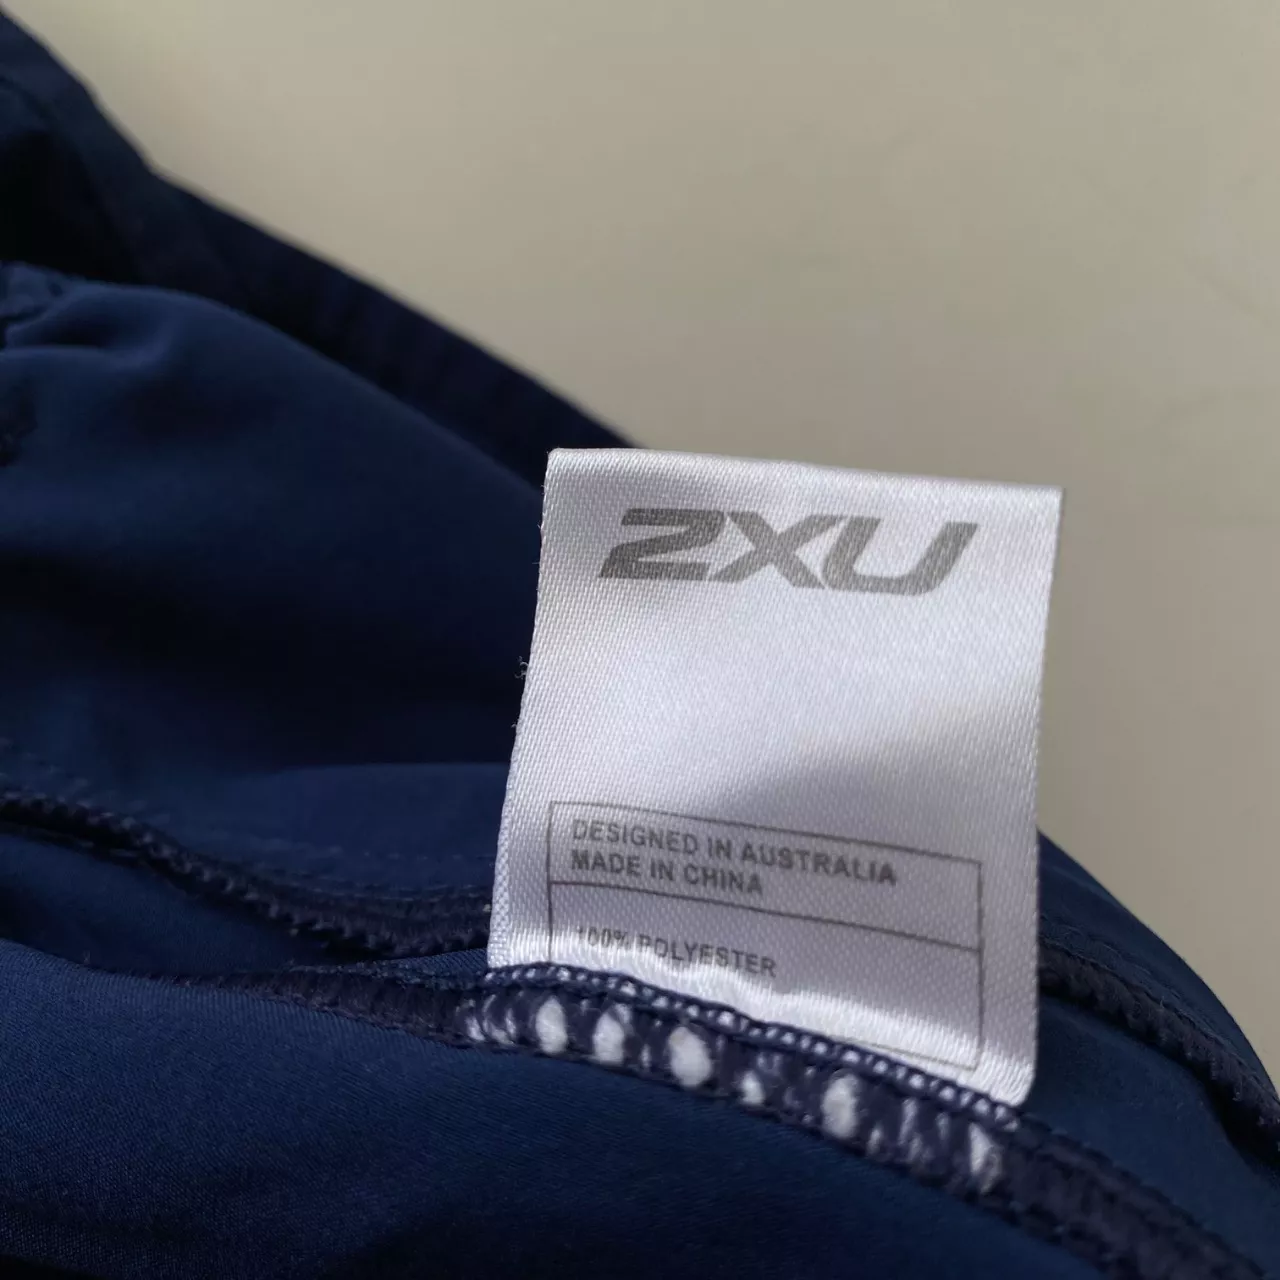 2XU
DESIGNED IN AUSTRALIA
MADE IN CHINA
100% POLYESTER